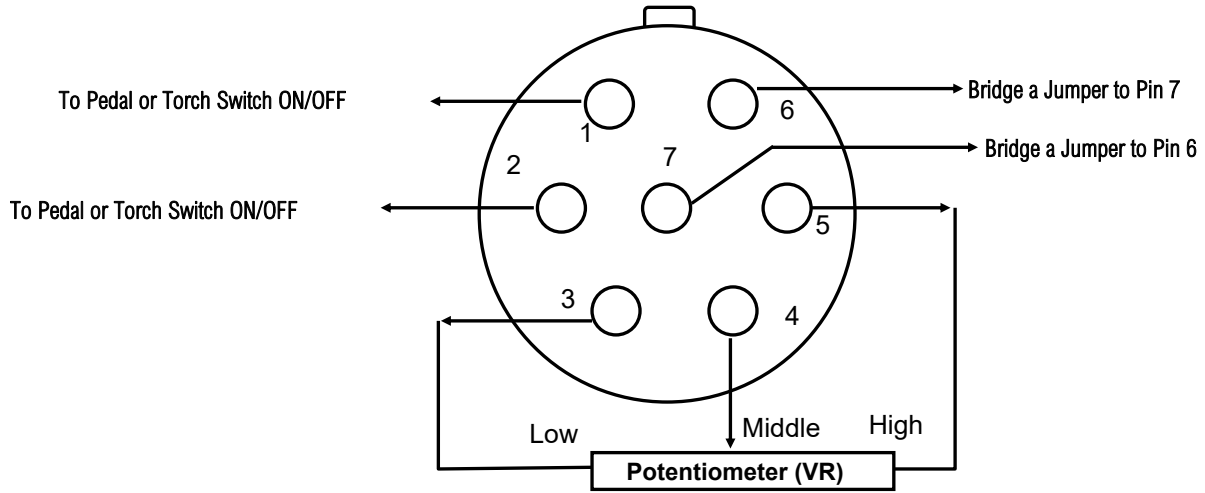 To Pedal or Torch Switch ON/OFF
1
6
Bridge a Jumper to Pin 7
2
7
Bridge a Jumper to Pin 6
To Pedal or Torch Switch ON/OFF
5
3
4
Low
Middle
High
Potentiometer (VR)